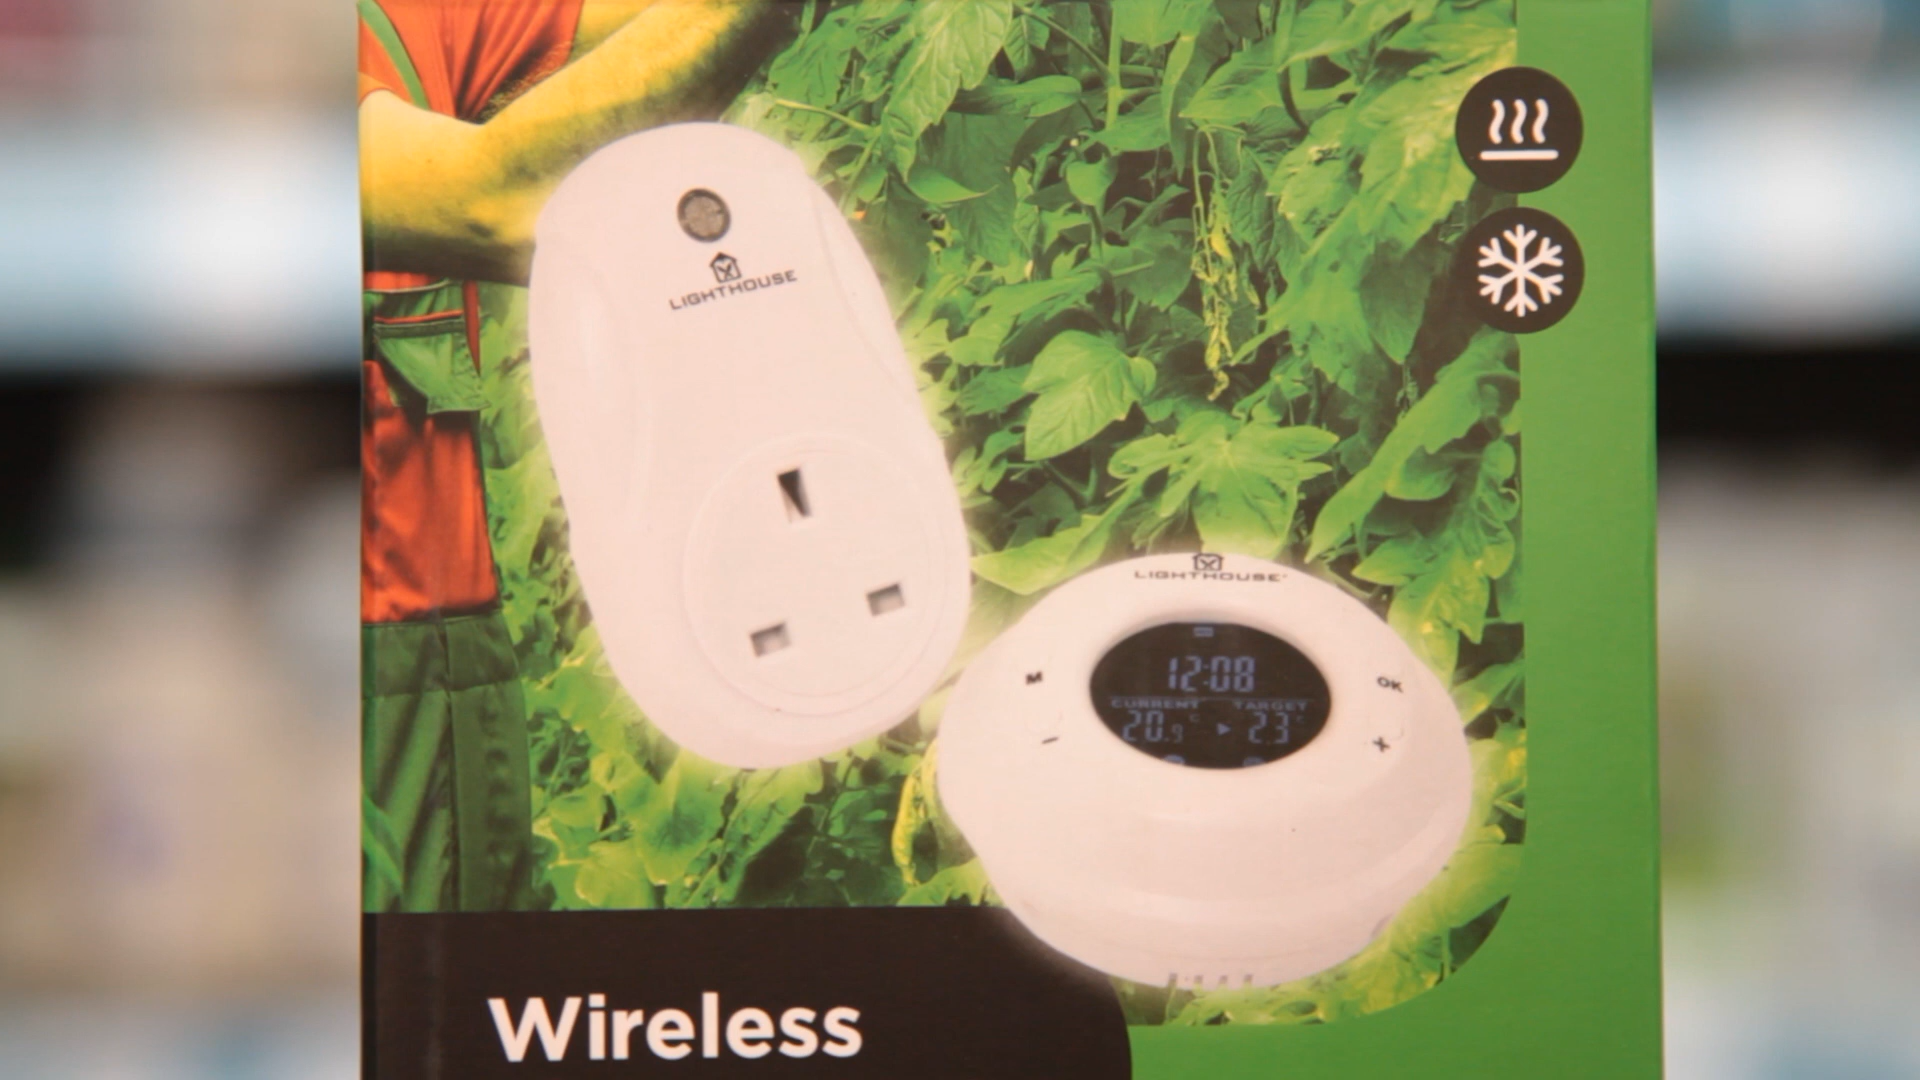 LIGHTHOUSE
LIGHTHOUSE
M
OK
12:08
CURRENT TARGET
20.9 °C ▸ 23 °C
-
+
Wireless